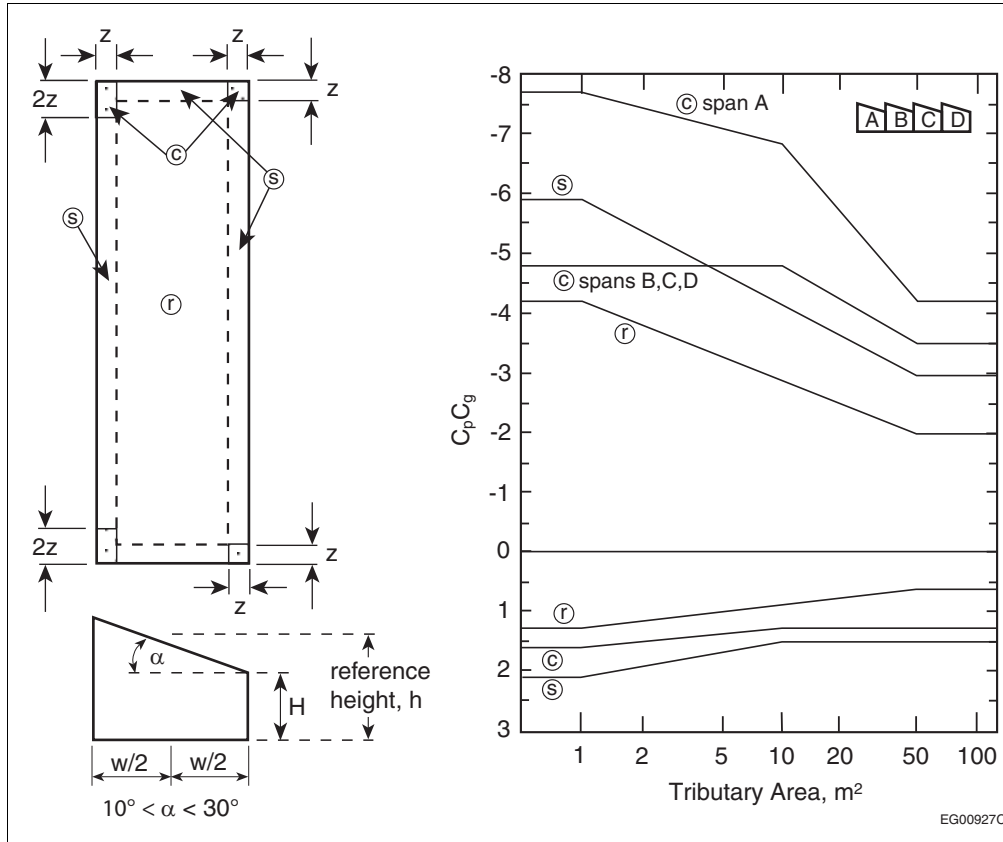 z
z
2z
z
ⓒ
ⓢ
ⓢ
ⓡ
2z
z
z
α
H
reference
height, h
w/2
w/2
10° < α < 30°
CpCg
-8
-7
-6
-5
-4
-3
-2
-1
0
1
2
3
ⓒ span A
A B C D
ⓢ
ⓒ spans B,C,D
ⓡ
ⓡ
ⓒ
ⓢ
1 2 5 10 20 50 100
Tributary Area, m²
EG00927C